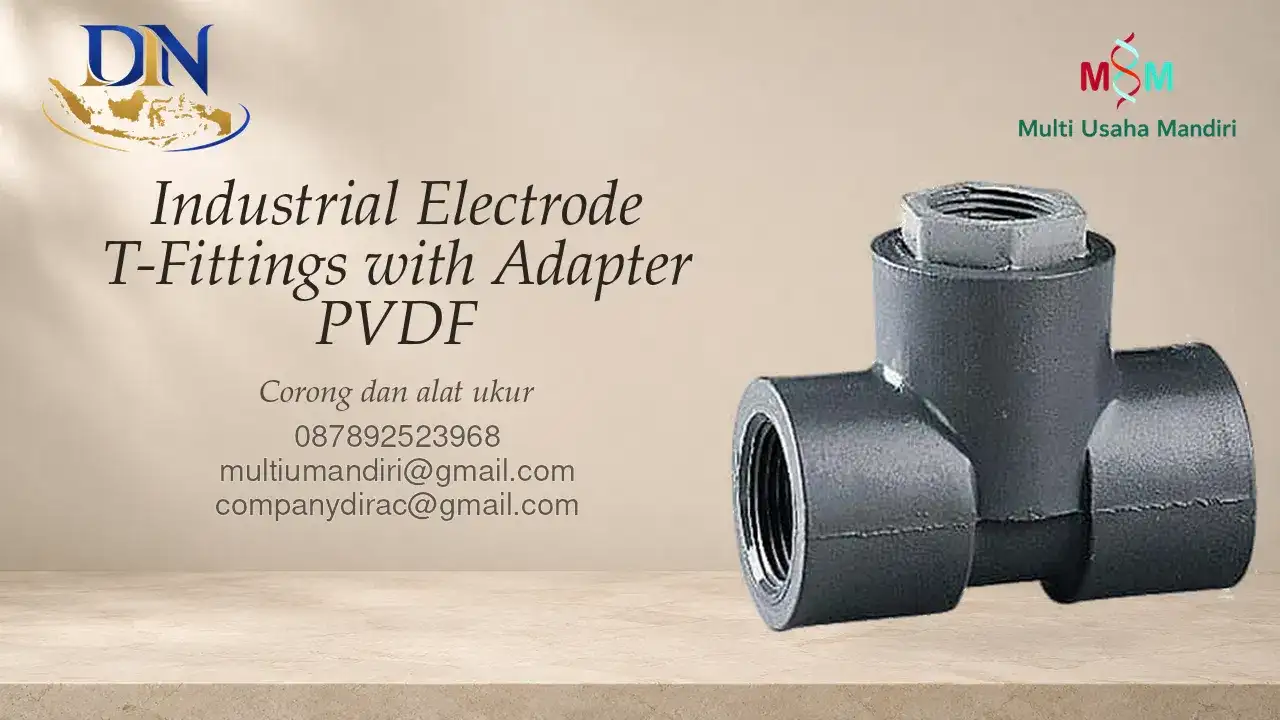 DN
MSM
Multi Usaha Mandiri
Industrial Electrode
T-Fittings with Adapter
PVDF
Corong dan alat ukur
087892523968
multiumandiri@gmail.com
companydirac@gmail.com